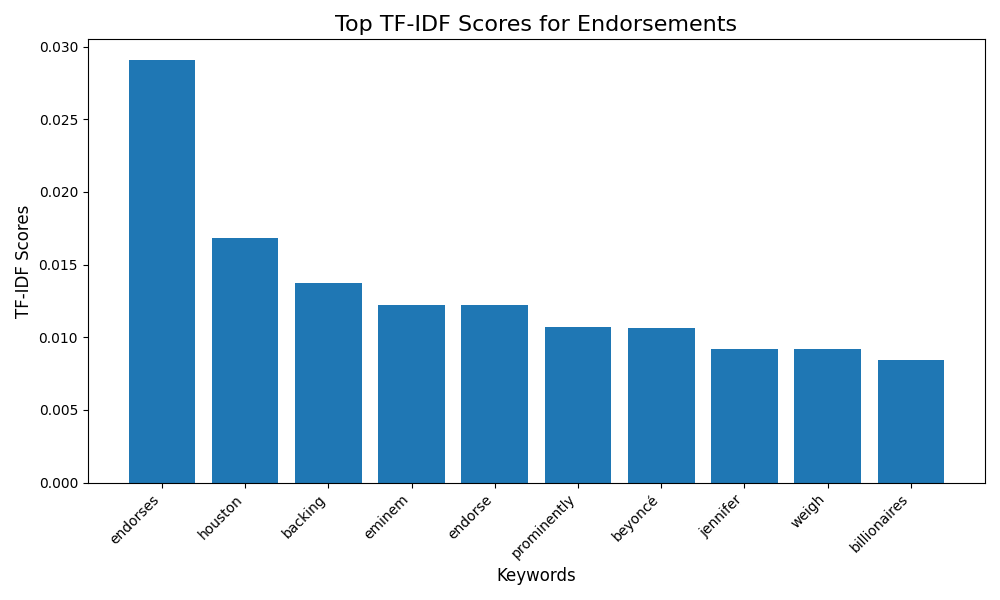 Top TF-IDF Scores for Endorsements
TF-IDF Scores
0.030
0.025
0.020
0.015
0.010
0.005
0.000
endorses
houston
backing
eminem
endorse
prominently
beyoncé
jennifer
weigh
billionaires
Keywords